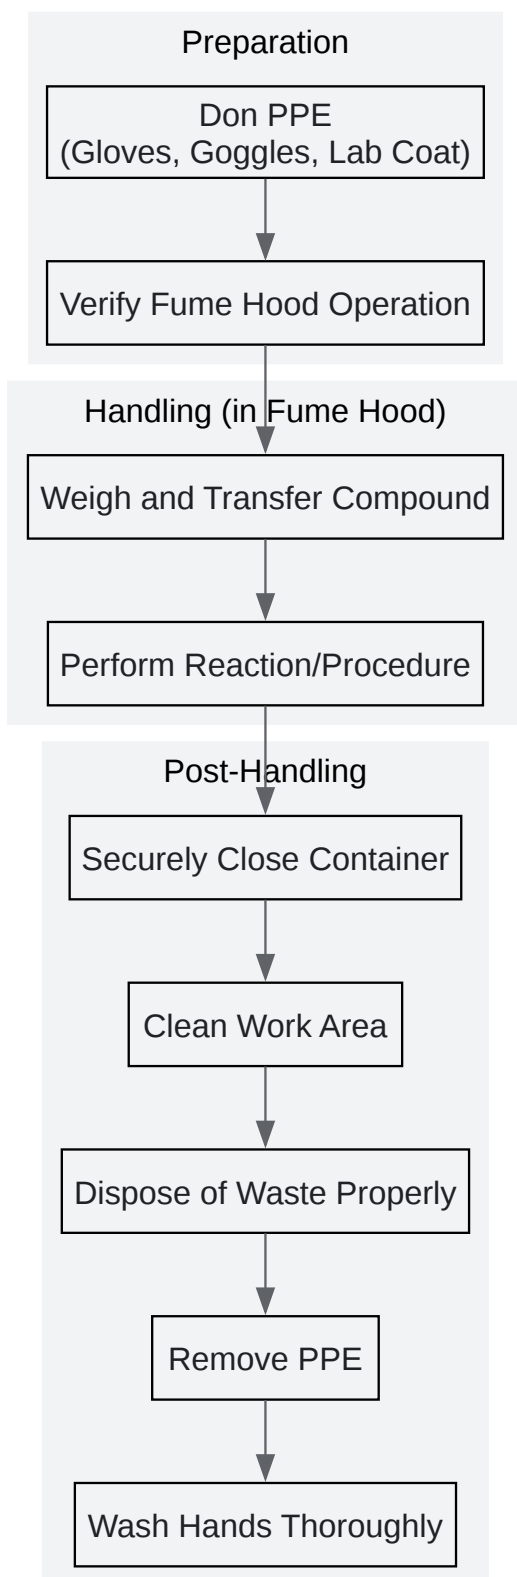 Preparation
Don PPE
(Gloves, Goggles, Lab Coat)
Verify Fume Hood Operation
Handling (in Fume Hood)
Weigh and Transfer Compound
Perform Reaction/Procedure
Post-Handling
Securely Close Container
Clean Work Area
Dispose of Waste Properly
Remove PPE
Wash Hands Thoroughly